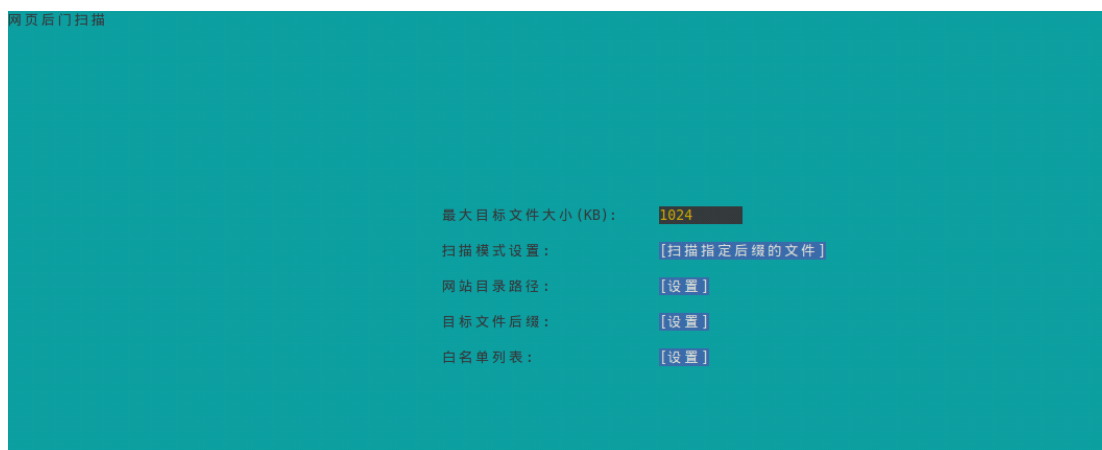 网页后门扫描
最大目标文件大小(KB): 1024
扫描模式设置: [扫描指定后缀的文件]
网站目录路径: [设置]
目标文件后缀: [设置]
白名单列表: [设置]